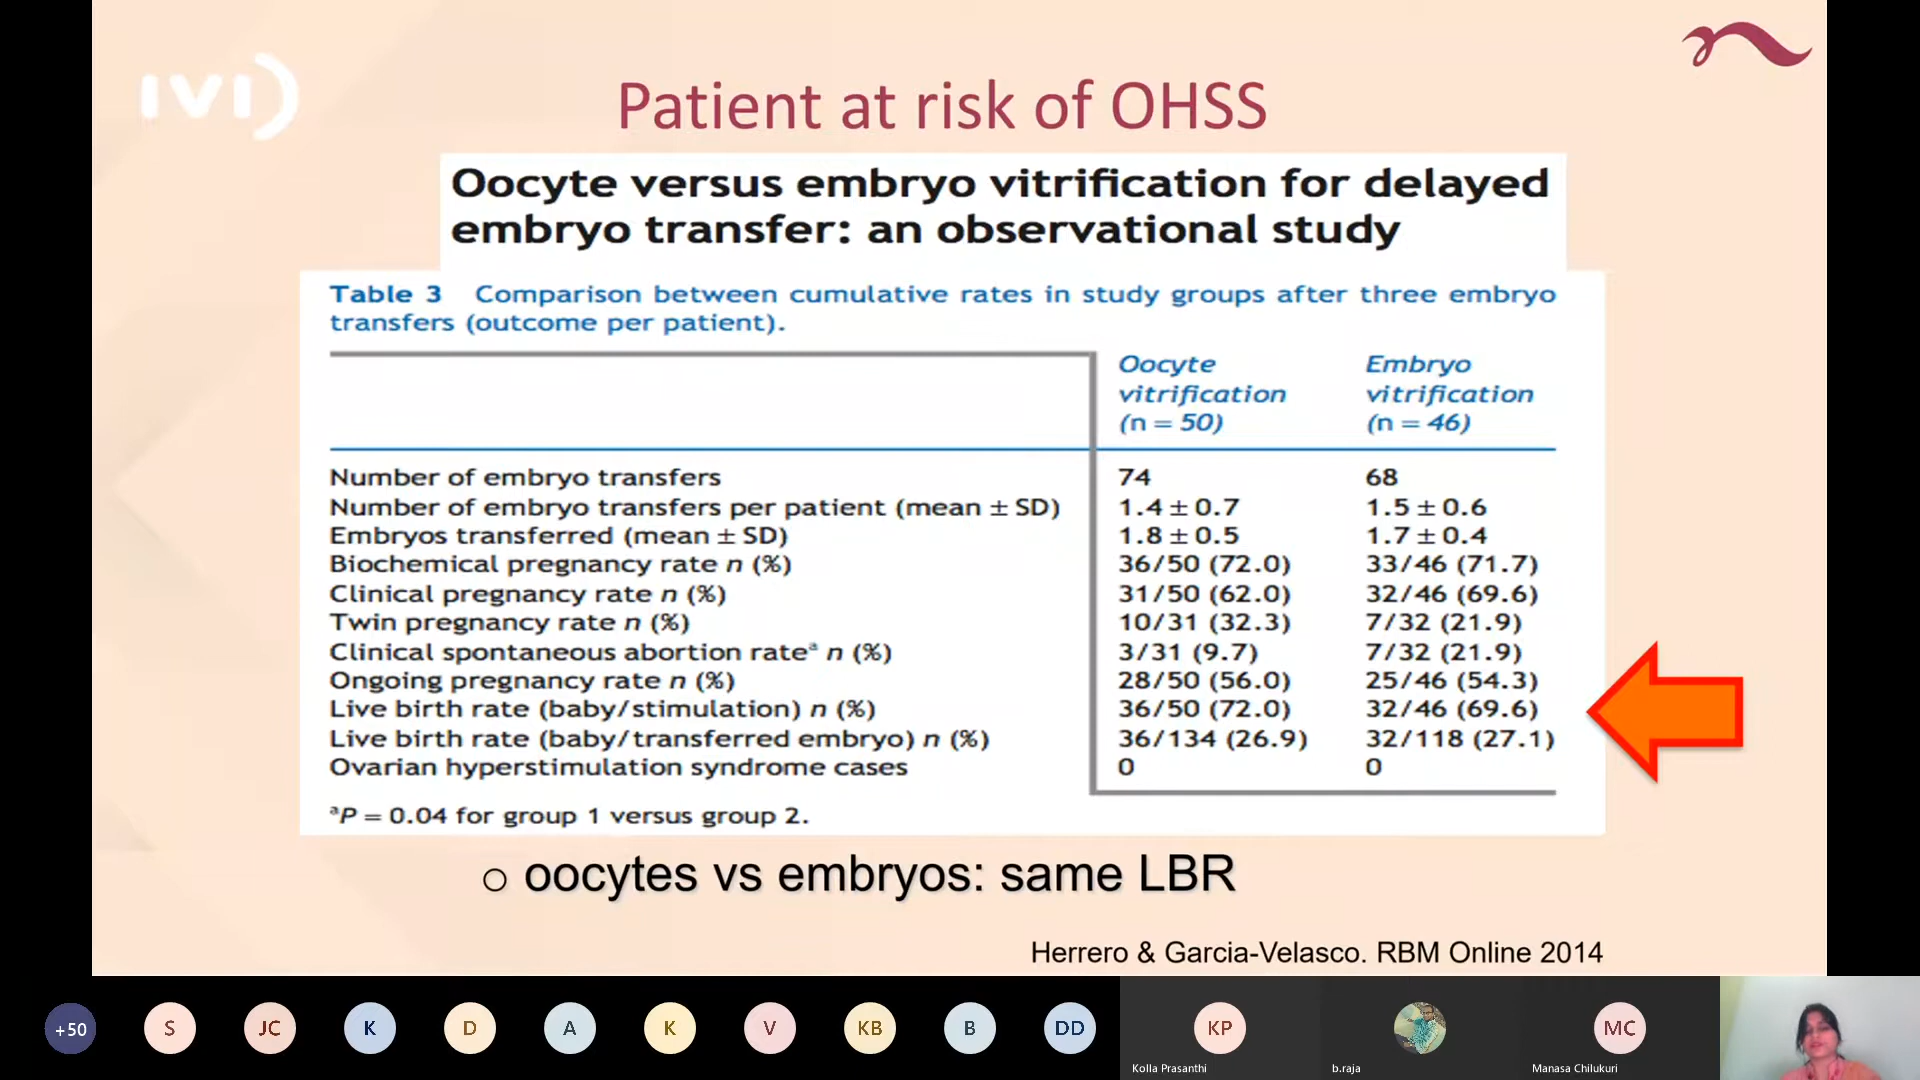 IVI
Patient at risk of OHSS
Oocyte versus embryo vitrification for delayed
embryo transfer: an observational study
Table 3 Comparison between cumulative rates in study groups after three embryo
transfers (outcome per patient).
Oocyte vitrification (n = 50) Embryo vitrification (n = 46)
Number of embryo transfers 74 68
Number of embryo transfers per patient (mean ± SD) 1.4 ± 0.7 1.5 ± 0.6
Embryos transferred (mean ± SD) 1.8 ± 0.5 1.7 ± 0.4
Biochemical pregnancy rate n (%) 36/50 (72.0) 33/46 (71.7)
Clinical pregnancy rate n (%) 31/50 (62.0) 32/46 (69.6)
Twin pregnancy rate n (%) 10/31 (32.3) 7/32 (21.9)
Clinical spontaneous abortion rateᵃ n (%) 3/31 (9.7) 7/32 (21.9)
Ongoing pregnancy rate n (%) 28/50 (56.0) 25/46 (54.3)
Live birth rate (baby/stimulation) n (%) 36/50 (72.0) 32/46 (69.6)
Live birth rate (baby/transferred embryo) n (%) 36/134 (26.9) 32/118 (27.1)
Ovarian hyperstimulation syndrome cases 0 0
ᵃP = 0.04 for group 1 versus group 2.
oocytes vs embryos: same LBR
Herrero & Garcia-Velasco. RBM Online 2014
+50 S JC K D A K V KB B DD KP MC
Kolla Prasanthi b.raja Manasa Chilukuri